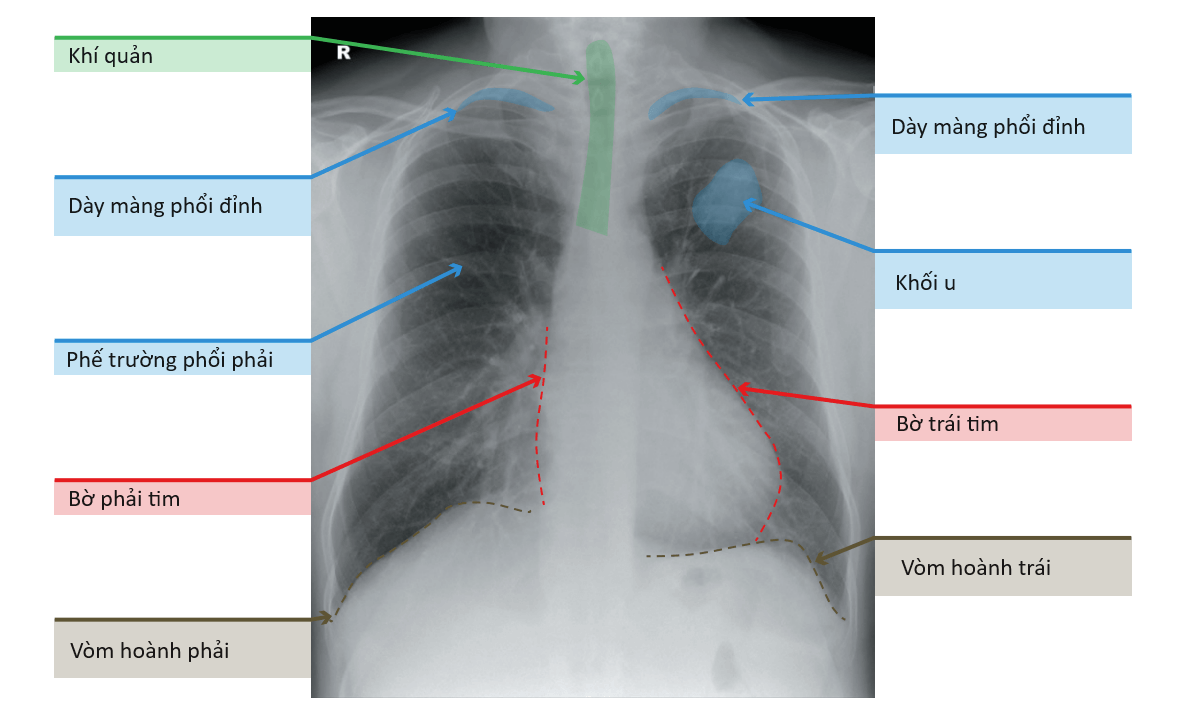 Khí quản
R
Dày màng phổi đỉnh
Dày màng phổi đỉnh
Khối u
Phế trường phổi phải
Bờ trái tim
Bờ phải tim
Vòm hoành trái
Vòm hoành phải